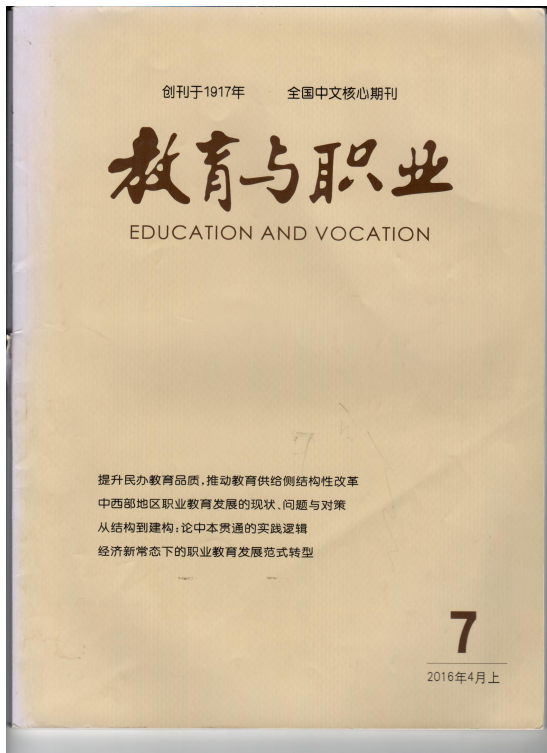 创刊于1917年 全国中文核心期刊
教育与职业
EDUCATION AND VOCATION
提升民办教育品质,推动教育供给侧结构性改革
中西部地区职业教育发展的现状、问题与对策
从结构到建构:论中本贯通的实践逻辑
经济新常态下的职业教育发展范式转型
7
2016年4月上